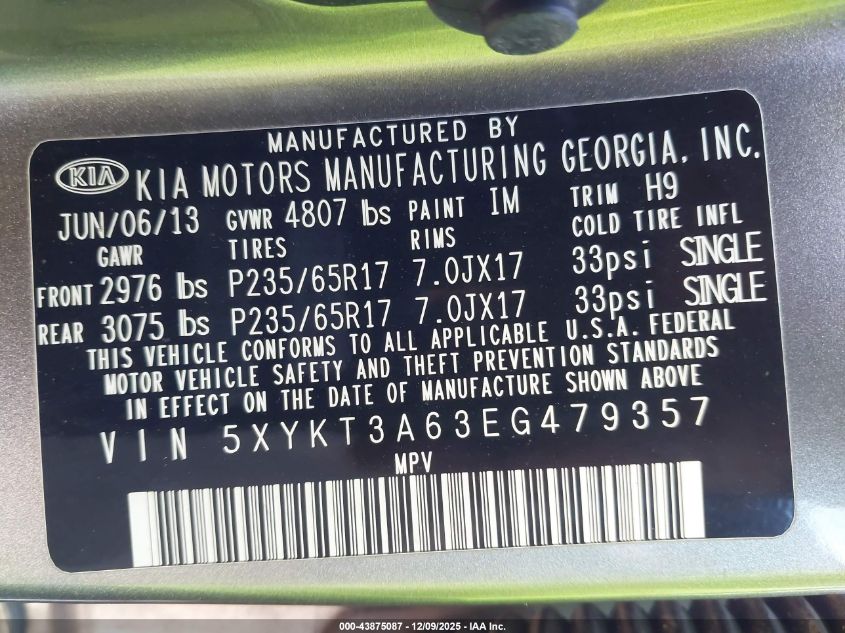 MANUFACTURED BY
KIA KIA MOTORS MANUFACTURING GEORGIA, INC.
JUN/06/13 GVWR 4807 lbs PAINT IM TRIM H9
GAWR TIRES RIMS COLD TIRE INFL
FRONT 2976 lbs P235/65R17 7.0JX17 33psi SINGLE
REAR 3075 lbs P235/65R17 7.0JX17 33psi SINGLE
THIS VEHICLE CONFORMS TO ALL APPLICABLE U.S.A. FEDERAL
MOTOR VEHICLE SAFETY AND THEFT PREVENTION STANDARDS
IN EFFECT ON THE DATE OF MANUFACTURE SHOWN ABOVE
VIN 5XYKT3A63EG479357
MPV
000-43875087 - 12/09/2025 - IAA Inc.